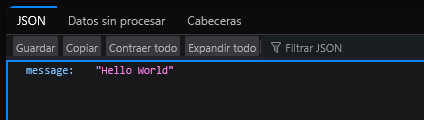 JSON Datos sin procesar Cabeceras
Guardar Copiar Contraer todo Expandir todo Filtrar JSON
message: "Hello World"